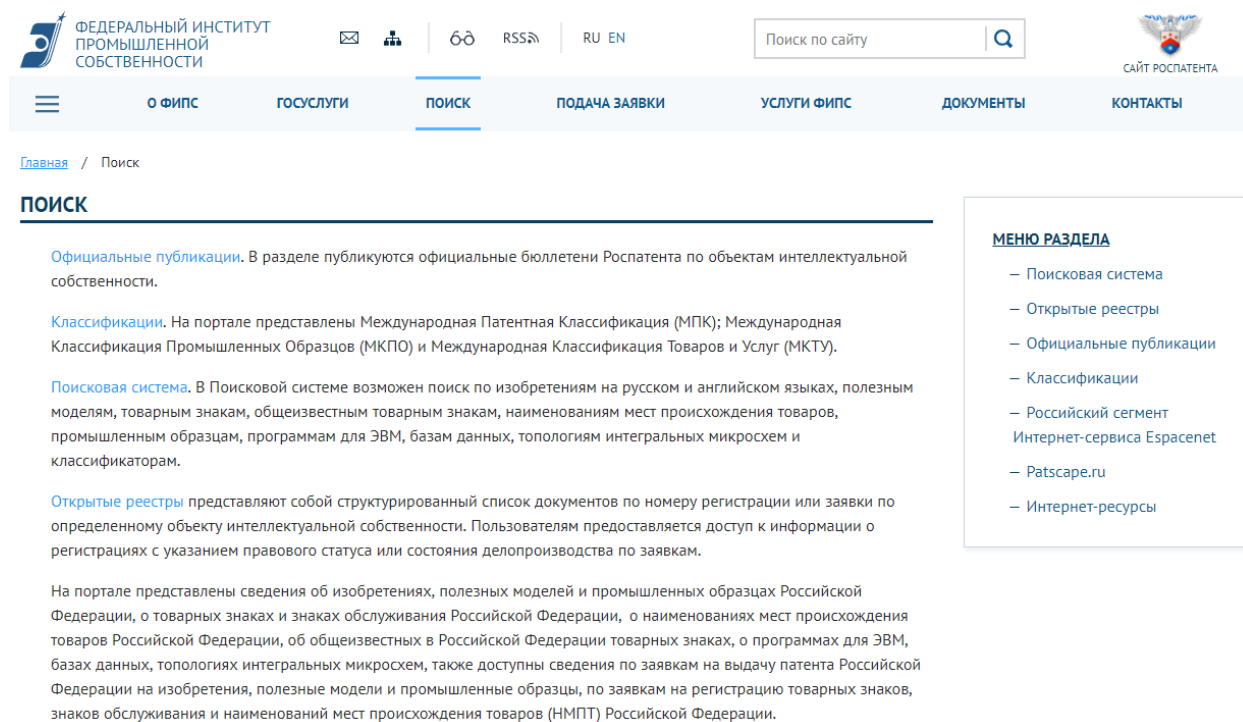 ФЕДЕРАЛЬНЫЙ ИНСТИТУТ
ПРОМЫШЛЕННОЙ
СОБСТВЕННОСТИ
RSS
RU EN
Поиск по сайту
САЙТ РОСПАТЕНТА
О ФИПС
ГОСУСЛУГИ
ПОИСК
ПОДАЧА ЗАЯВКИ
УСЛУГИ ФИПС
ДОКУМЕНТЫ
КОНТАКТЫ
Главная / Поиск
ПОИСК
Официальные публикации. В разделе публикуются официальные бюллетени Роспатента по объектам интеллектуальной
собственности.
Классификации. На портале представлены Международная Патентная Классификация (МПК); Международная
Классификация Промышленных Образцов (МКПО) и Международная Классификация Товаров и Услуг (МКТУ).
Поисковая система. В Поисковой системе возможен поиск по изобретениям на русском и английском языках, полезным
моделям, товарным знакам, общеизвестным товарным знакам, наименованиям мест происхождения товаров,
промышленным образцам, программам для ЭВМ, базам данных, топологиям интегральных микросхем и
классификаторам.
Открытые реестры представляют собой структурированный список документов по номеру регистрации или заявки по
определенному объекту интеллектуальной собственности. Пользователям предоставляется доступ к информации о
регистрациях с указанием правового статуса или состояния делопроизводства по заявкам.
На портале представлены сведения об изобретениях, полезных моделей и промышленных образцах Российской
Федерации, о товарных знаках и знаках обслуживания Российской Федерации, о наименованиях мест происхождения
товаров Российской Федерации, об общеизвестных в Российской Федерации товарных знаках, о программах для ЭВМ,
базах данных, топологиях интегральных микросхем, также доступны сведения по заявкам на выдачу патента Российской
Федерации на изобретения, полезные модели и промышленные образцы, по заявкам на регистрацию товарных знаков,
знаков обслуживания и наименований мест происхождения товаров (НМПТ) Российской Федерации.
МЕНЮ РАЗДЕЛА
— Поисковая система
— Открытые реестры
— Официальные публикации
— Классификации
— Российский сегмент
Интернет-сервиса Espacenet
— Patscape.ru
— Интернет-ресурсы